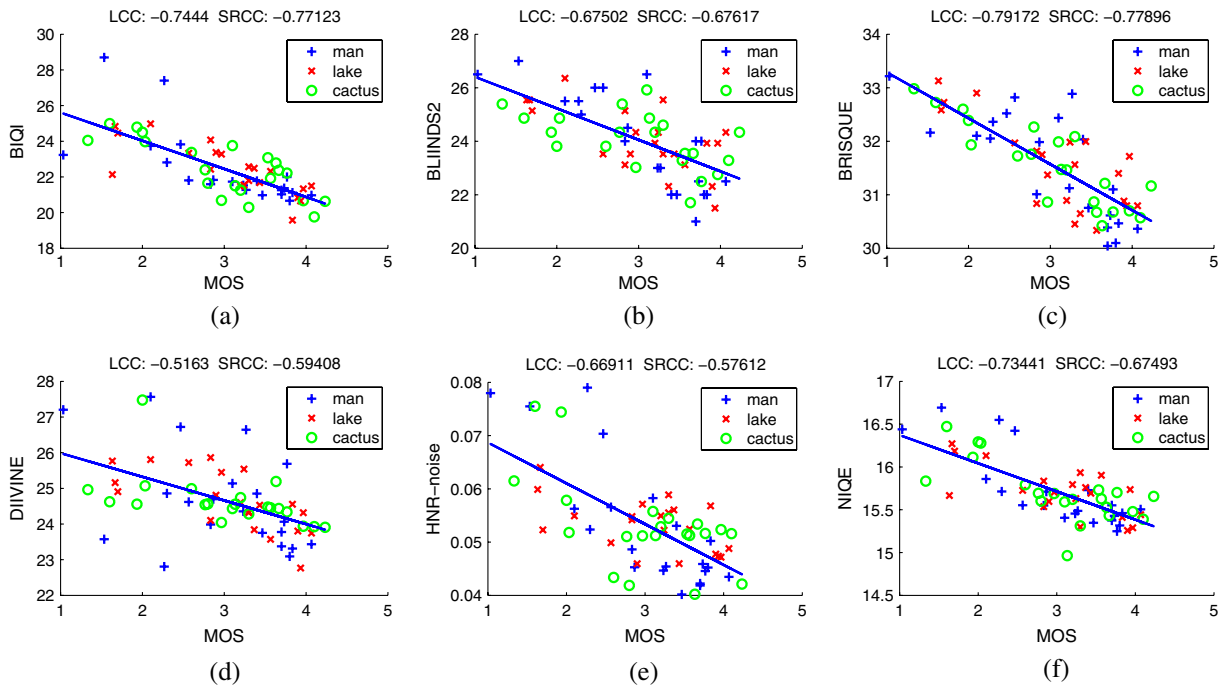 LCC: −0.7444 SRCC: −0.77123
BIQI
34
32
30
28
26
24
22
20
18
1 2 3 4 5
MOS
man
lake
cactus
(a)
LCC: −0.67502 SRCC: −0.67617
BLIINDS2
28
26
24
22
20
1 2 3 4 5
MOS
man
lake
cactus
(b)
LCC: −0.79172 SRCC: −0.77896
BRISQUE
34
33
32
31
30
1 2 3 4 5
MOS
man
lake
cactus
(c)
LCC: −0.5163 SRCC: −0.59408
DIIVINE
28
27
26
25
24
23
22
1 2 3 4 5
MOS
man
lake
cactus
(d)
LCC: −0.66911 SRCC: −0.57612
HNR−noise
0.08
0.07
0.06
0.05
0.04
1 2 3 4 5
MOS
man
lake
cactus
(e)
LCC: −0.73441 SRCC: −0.67493
NIQE
17
16.5
16
15.5
15
14.5
1 2 3 4 5
MOS
man
lake
cactus
(f)